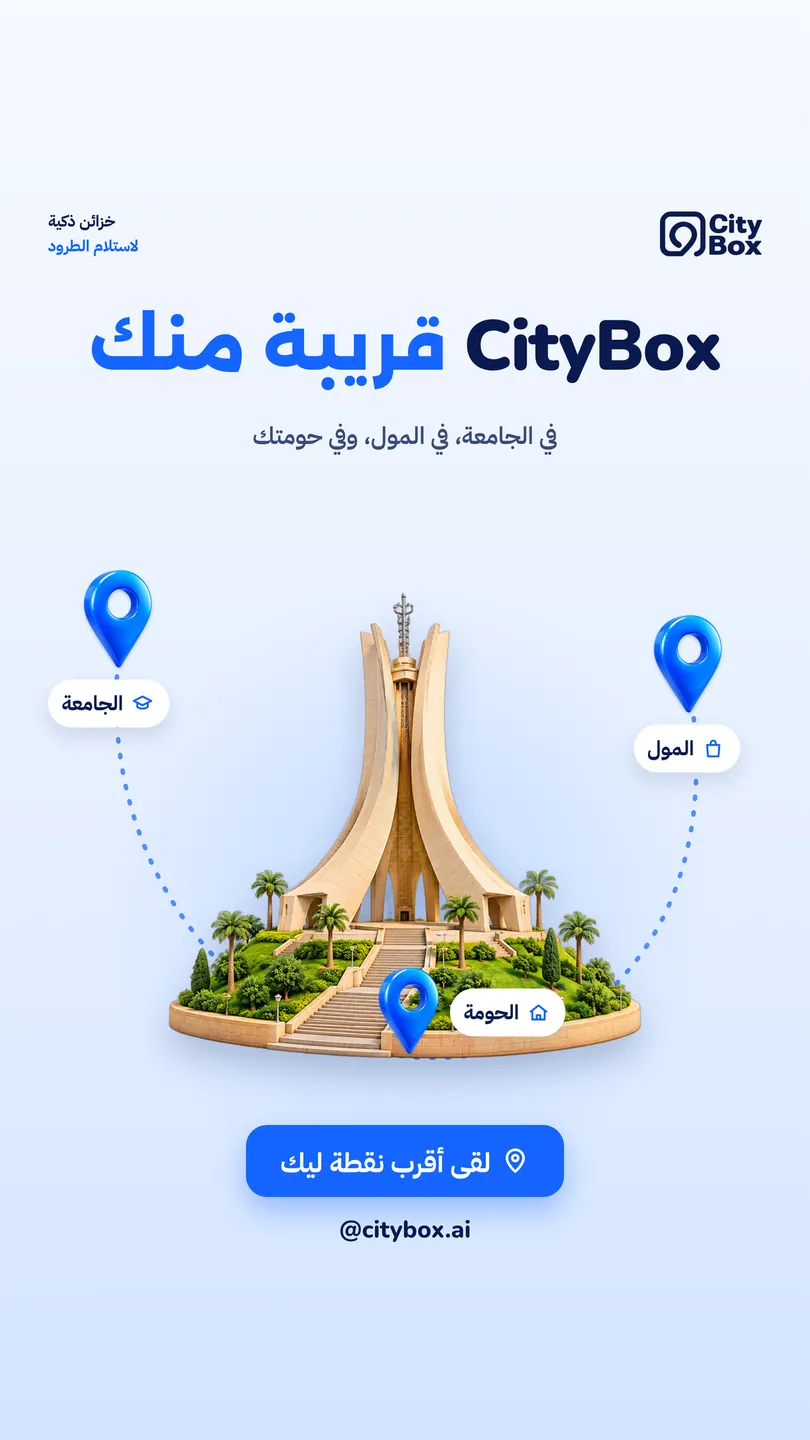 City
Box
خزائن ذكية
لاستلام الطرود
CityBox قريبة منك
في الجامعة، في المول، وفي حومتك
الجامعة
المول
الحومة
لقى أقرب نقطة ليك
@citybox.ai